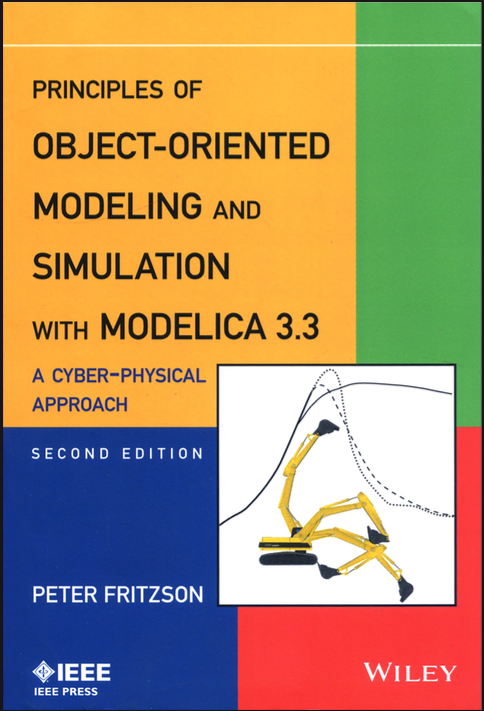 PRINCIPLES OF
OBJECT-ORIENTED
MODELING AND
SIMULATION
WITH MODELICA 3.3
A CYBER-PHYSICAL
APPROACH
SECOND EDITION
PETER FRITZSON
IEEE
IEEE PRESS
WILEY